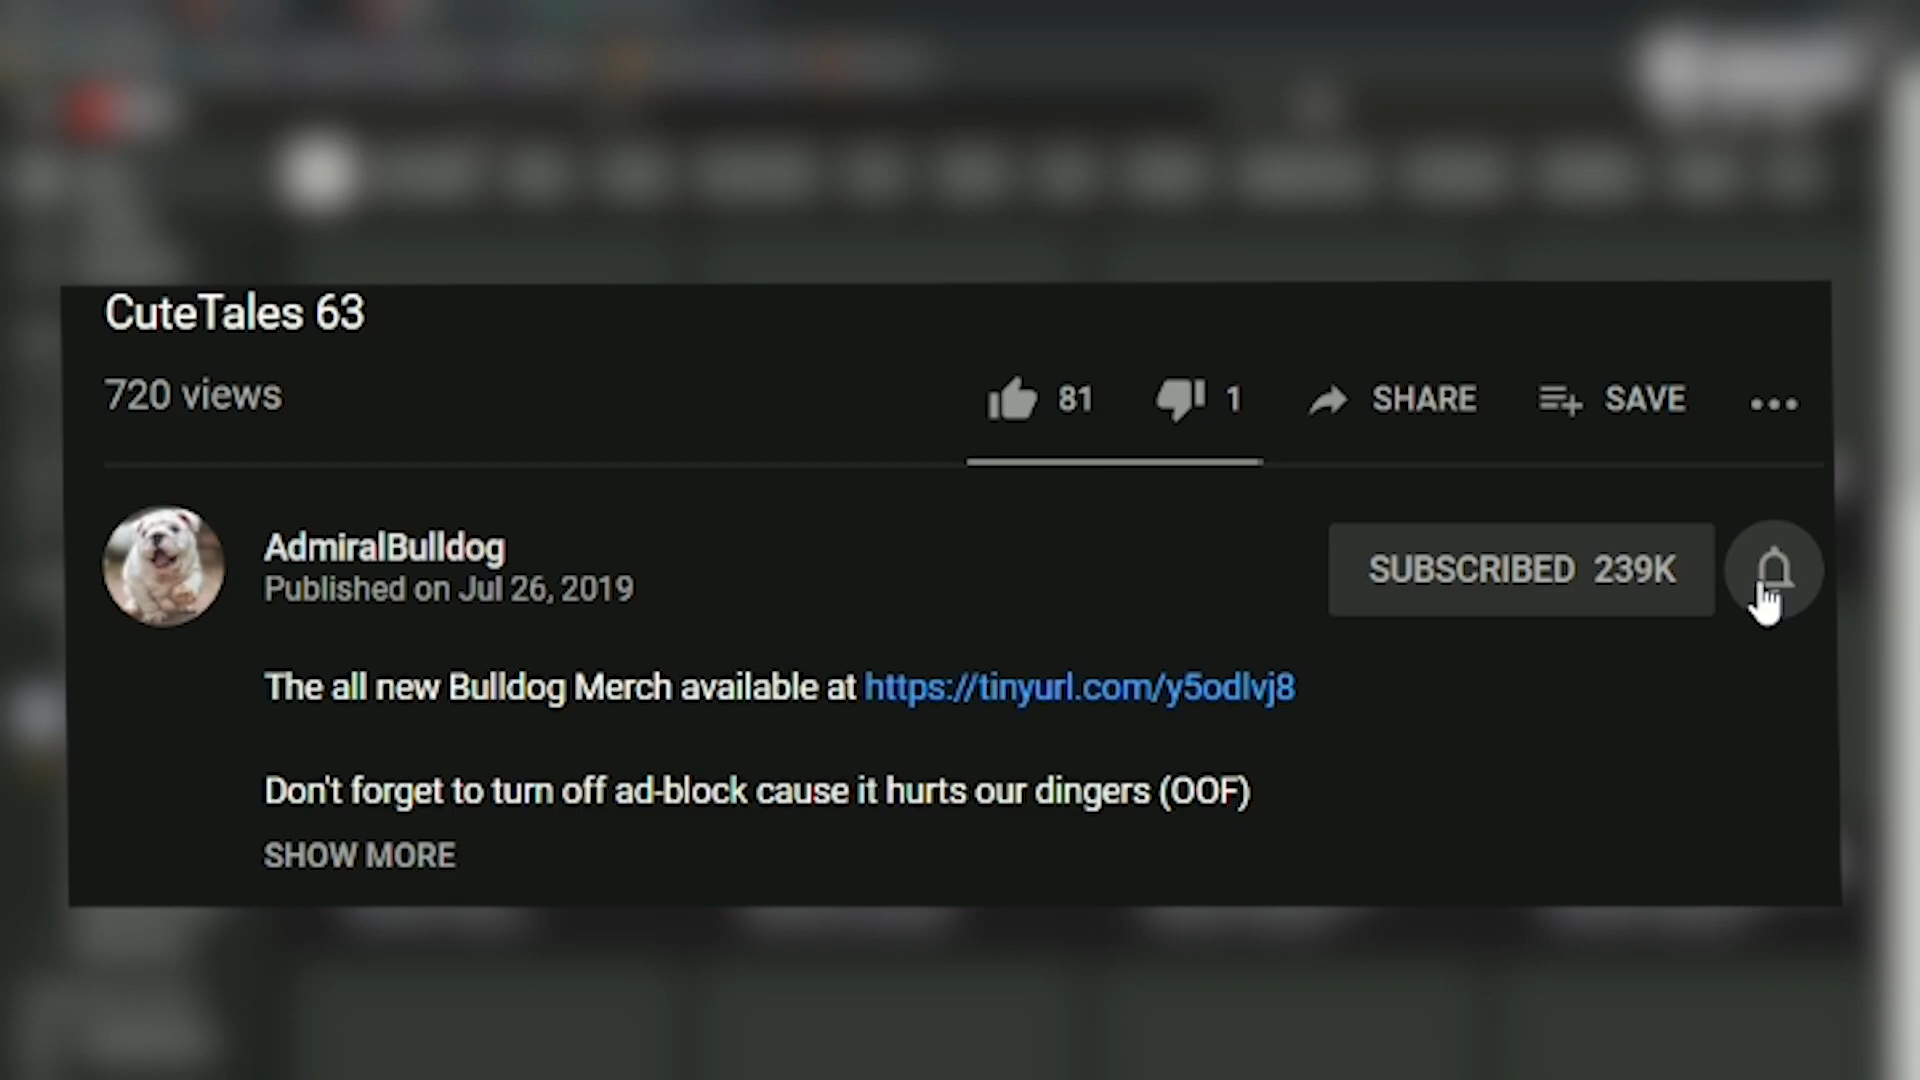 CuteTales 63
720 views
81
1
SHARE
SAVE
AdmiralBulldog
Published on Jul 26, 2019
SUBSCRIBED 239K
The all new Bulldog Merch available at https://tinyurl.com/y5odlvj8
Don't forget to turn off ad-block cause it hurts our dingers (OOF)
SHOW MORE